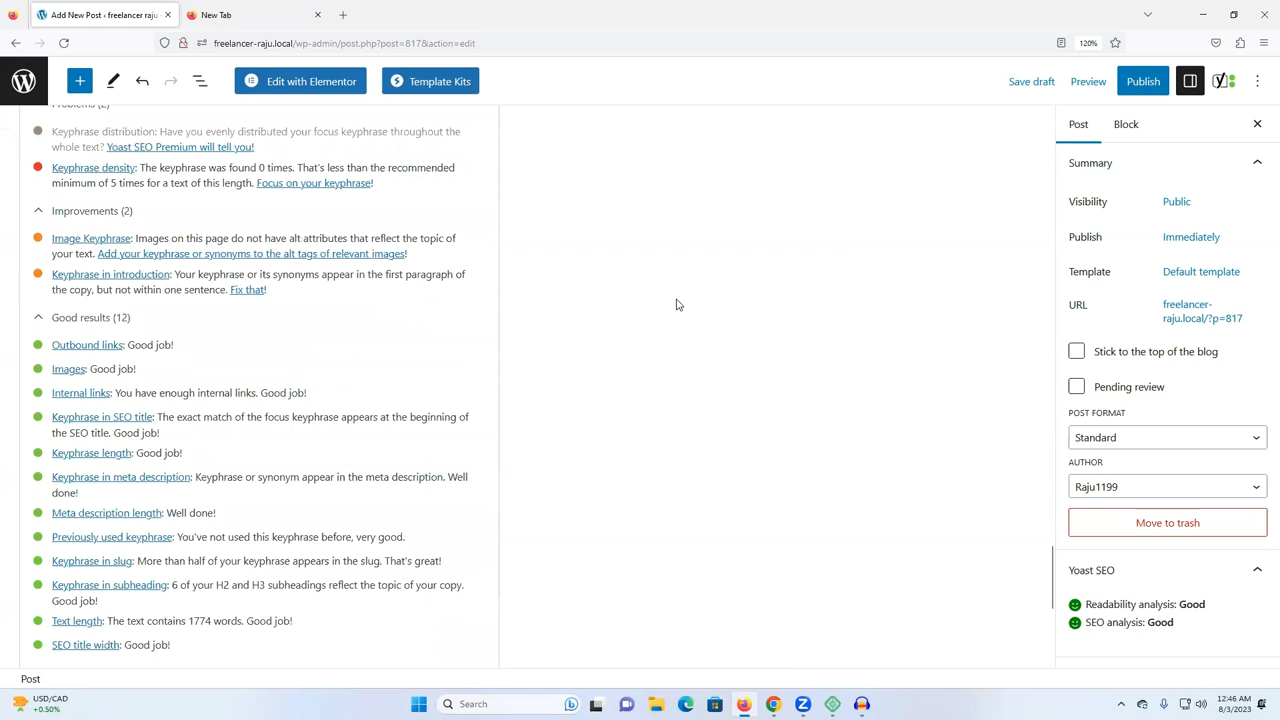 Add New Post ‹ freelancer raju
New Tab
freelancer-raju.local/wp-admin/post.php?post=817&action=edit
120%
Edit with Elementor
Template Kits
Save draft
Preview
Publish
Problems (2)
Keyphrase distribution: Have you evenly distributed your focus keyphrase throughout the
whole text? Yoast SEO Premium will tell you!
Keyphrase density: The keyphrase was found 0 times. That's less than the recommended
minimum of 5 times for a text of this length. Focus on your keyphrase!
Improvements (2)
Image Keyphrase: Images on this page do not have alt attributes that reflect the topic of
your text. Add your keyphrase or synonyms to the alt tags of relevant images!
Keyphrase in introduction: Your keyphrase or its synonyms appear in the first paragraph of
the copy, but not within one sentence. Fix that!
Good results (12)
Outbound links: Good job!
Images: Good job!
Internal links: You have enough internal links. Good job!
Keyphrase in SEO title: The exact match of the focus keyphrase appears at the beginning of
the SEO title. Good job!
Keyphrase length: Good job!
Keyphrase in meta description: Keyphrase or synonym appear in the meta description. Well
done!
Meta description length: Well done!
Previously used keyphrase: You've not used this keyphrase before, very good.
Keyphrase in slug: More than half of your keyphrase appears in the slug. That's great!
Keyphrase in subheading: 6 of your H2 and H3 subheadings reflect the topic of your copy.
Good job!
Text length: The text contains 1774 words. Good job!
SEO title width: Good job!
Post
Block
Summary
Visibility
Public
Publish
Immediately
Template
Default template
URL
freelancer-
raju.local/?p=817
Stick to the top of the blog
Pending review
POST FORMAT
Standard
AUTHOR
Raju1199
Move to trash
Yoast SEO
Readability analysis: Good
SEO analysis: Good
Post
USD/CAD
+0.50%
Search
12:46 AM
8/3/2023